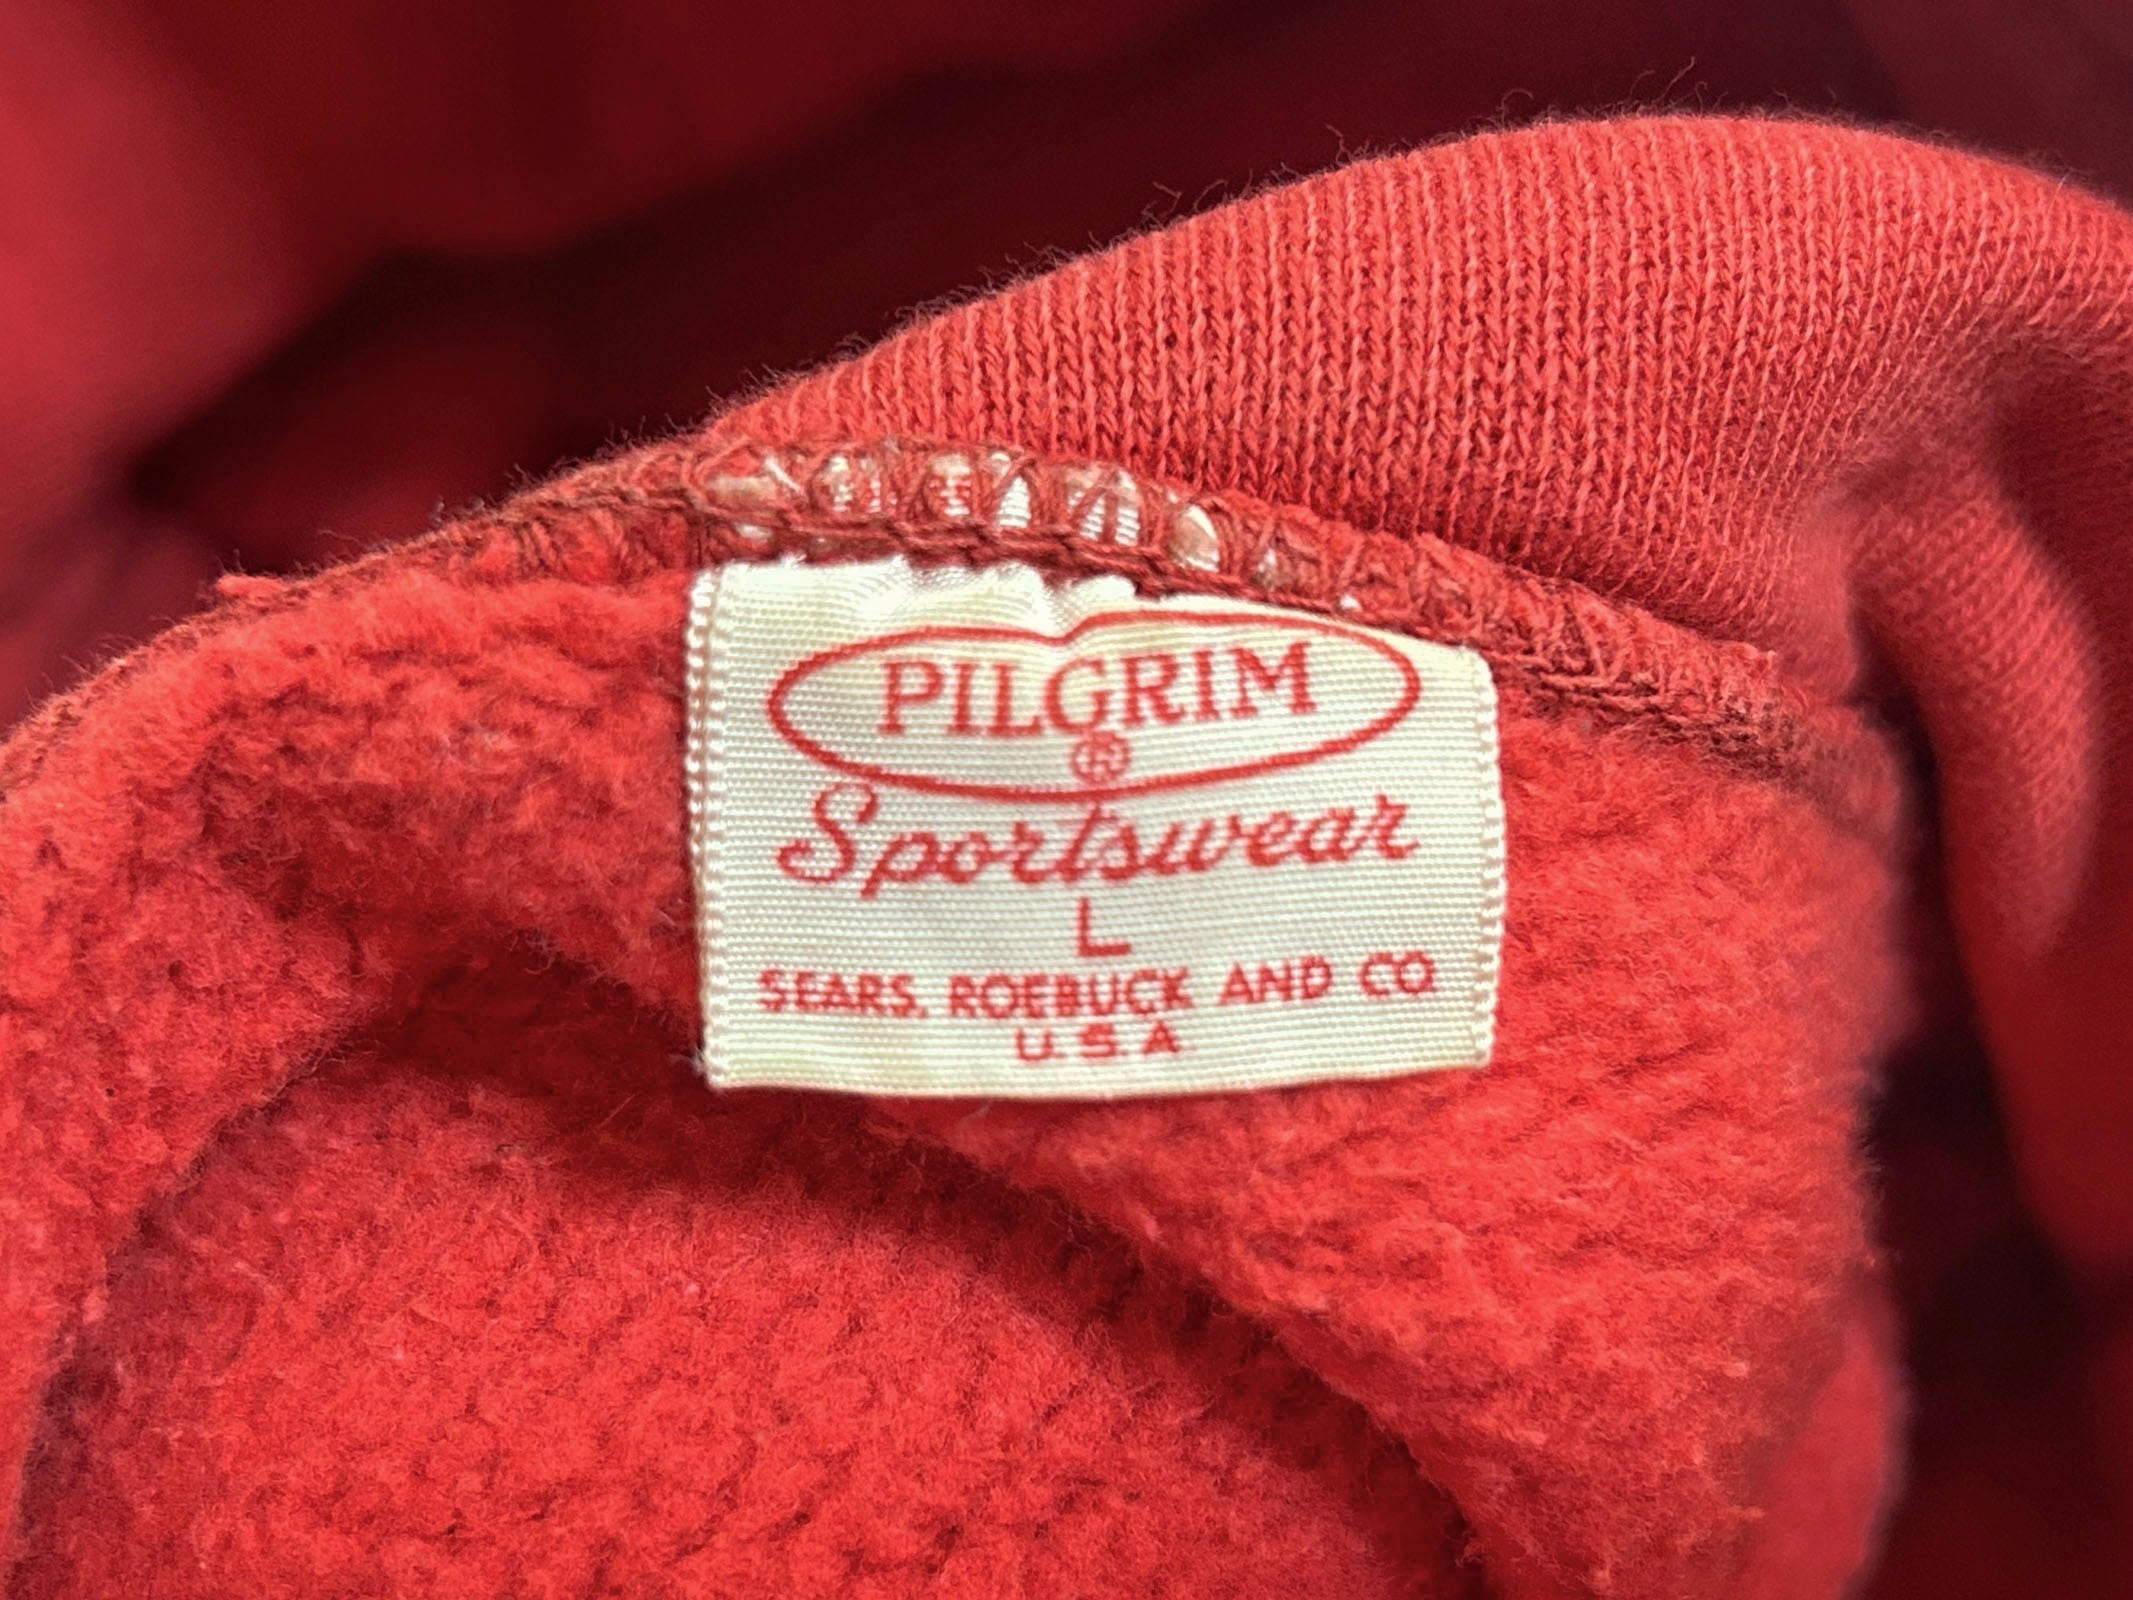 PILGRIM
®
Sportswear
L
SEARS, ROEBUCK AND CO
U.S.A